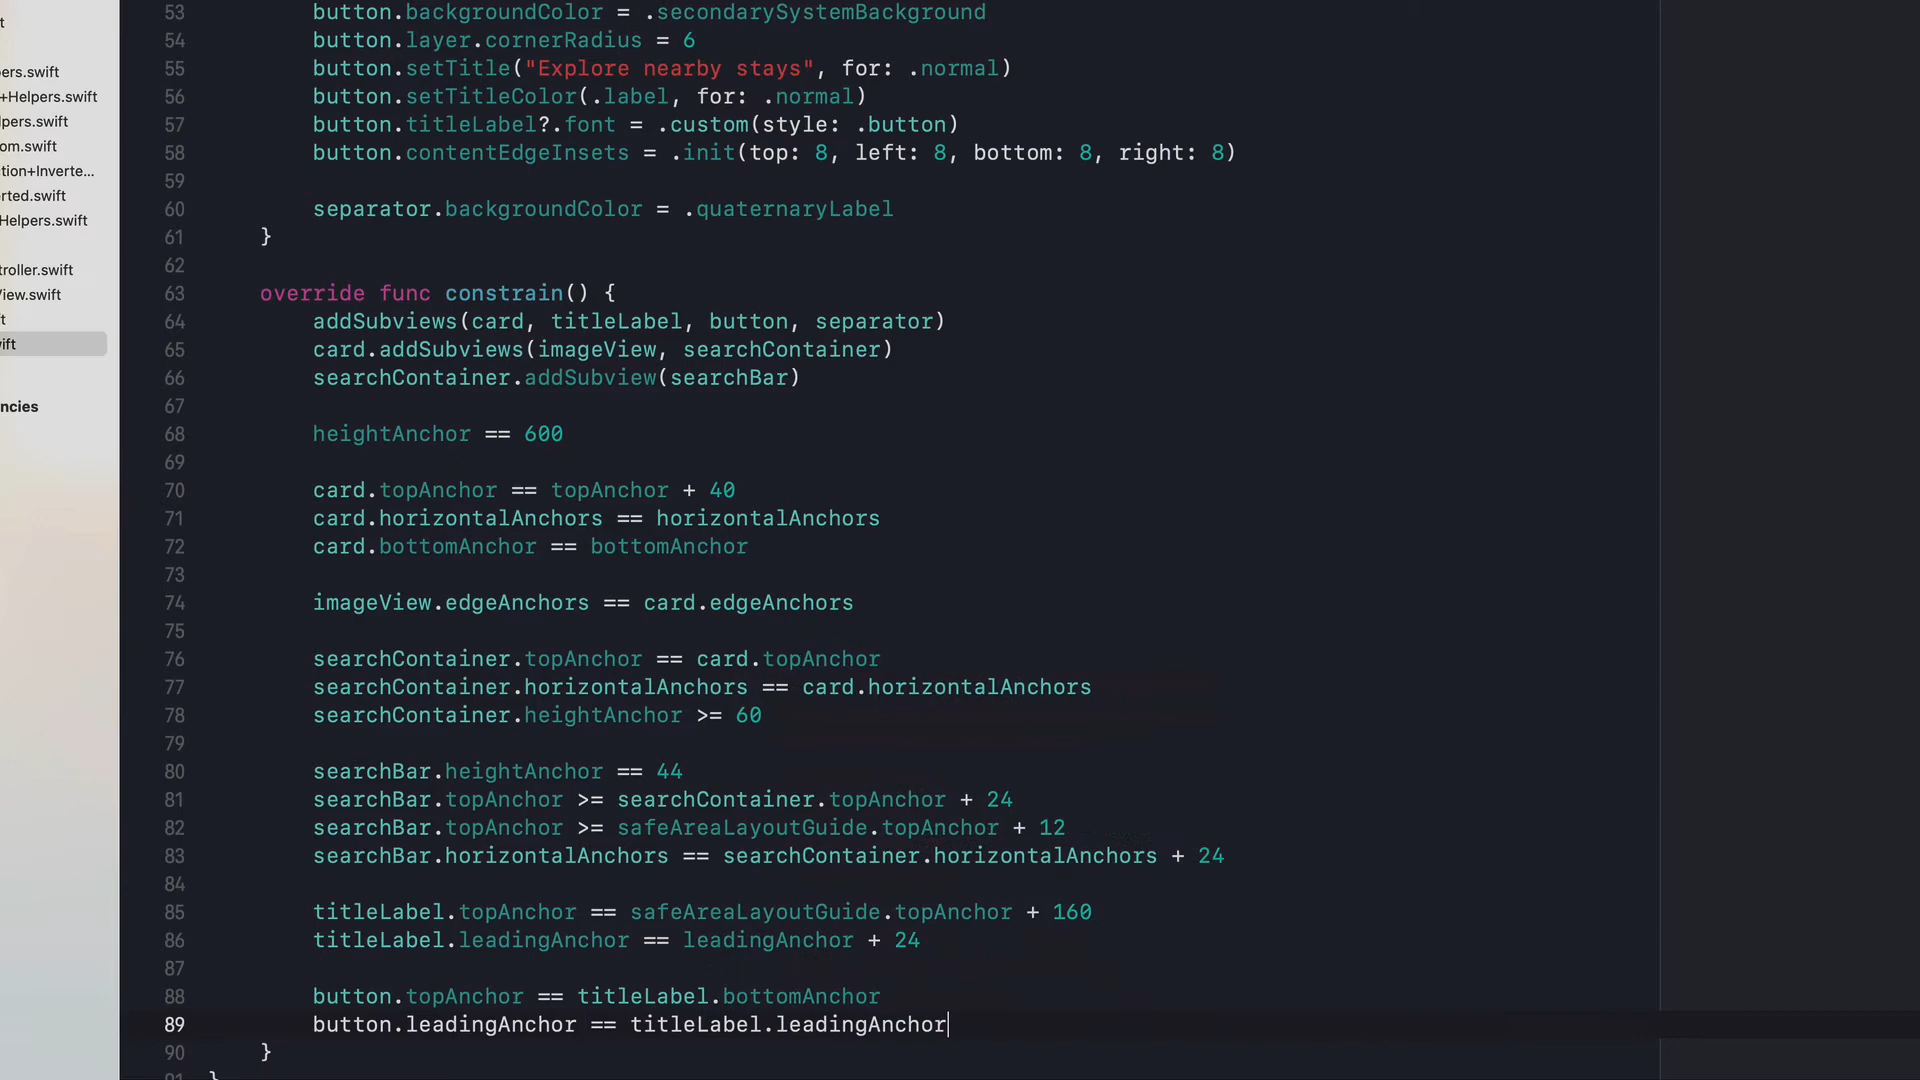 t
ers.swift
+Helpers.swift
lpers.swift
om.swift
tion+Inverte...
erted.swift
Helpers.swift
troller.swift
View.swift
ft
wift
ncies
53 button.backgroundColor = .secondarySystemBackground
54 button.layer.cornerRadius = 6
55 button.setTitle("Explore nearby stays", for: .normal)
56 button.setTitleColor(.label, for: .normal)
57 button.titleLabel?.font = .custom(style: .button)
58 button.contentEdgeInsets = .init(top: 8, left: 8, bottom: 8, right: 8)
59
60 separator.backgroundColor = .quaternaryLabel
61 }
62
63 override func constrain() {
64 addSubviews(card, titleLabel, button, separator)
65 card.addSubviews(imageView, searchContainer)
66 searchContainer.addSubview(searchBar)
67
68 heightAnchor == 600
69
70 card.topAnchor == topAnchor + 40
71 card.horizontalAnchors == horizontalAnchors
72 card.bottomAnchor == bottomAnchor
73
74 imageView.edgeAnchors == card.edgeAnchors
75
76 searchContainer.topAnchor == card.topAnchor
77 searchContainer.horizontalAnchors == card.horizontalAnchors
78 searchContainer.heightAnchor >= 60
79
80 searchBar.heightAnchor == 44
81 searchBar.topAnchor >= searchContainer.topAnchor + 24
82 searchBar.topAnchor >= safeAreaLayoutGuide.topAnchor + 12
83 searchBar.horizontalAnchors == searchContainer.horizontalAnchors + 24
84
85 titleLabel.topAnchor == safeAreaLayoutGuide.topAnchor + 160
86 titleLabel.leadingAnchor == leadingAnchor + 24
87
88 button.topAnchor == titleLabel.bottomAnchor
89 button.leadingAnchor == titleLabel.leadingAnchor
90 }
91 }